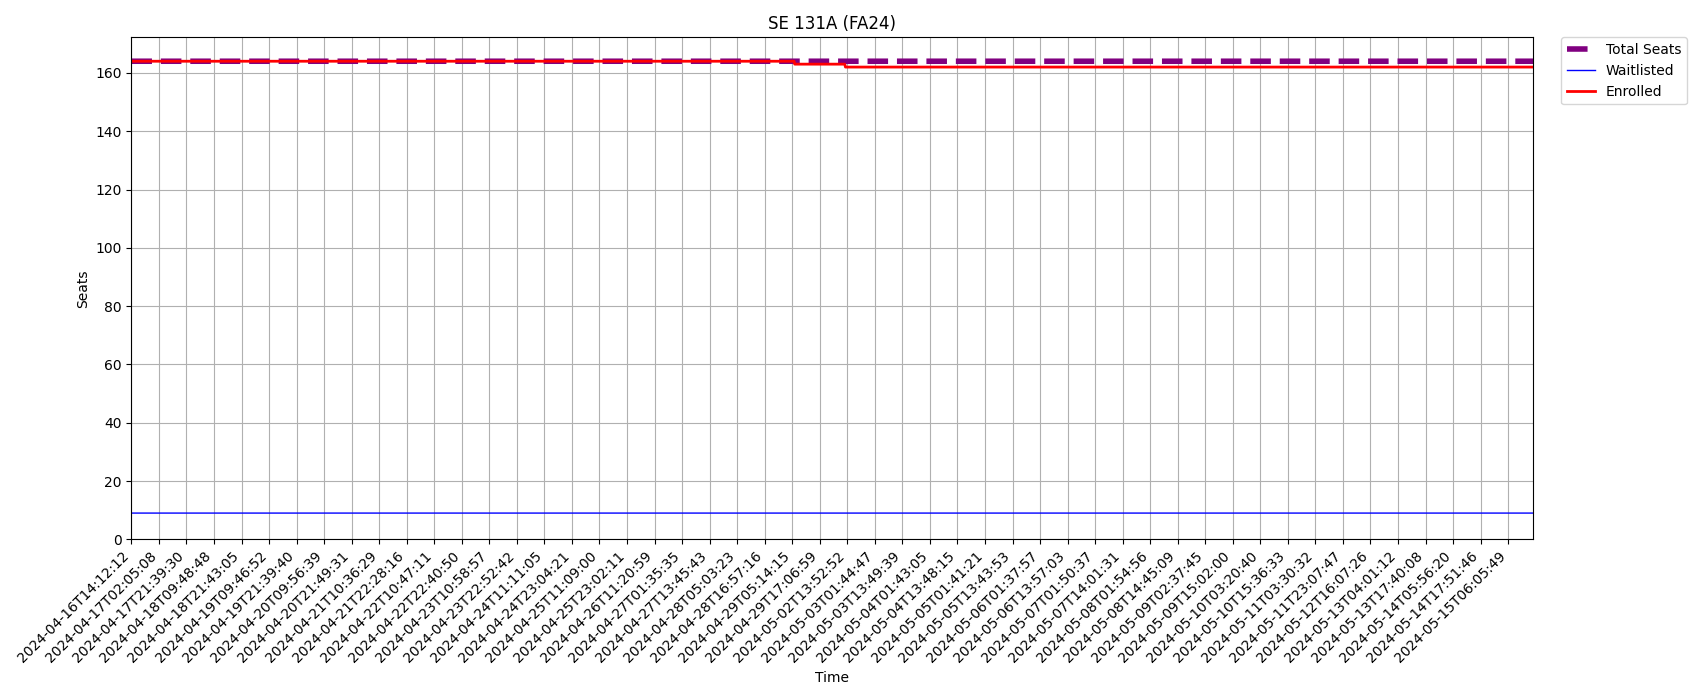 SE 131A (FA24)
Total Seats
Waitlisted
Enrolled
160
140
120
100
80
60
40
20
0
Seats
2024-04-16T14:12:12
2024-04-17T02:05:08
2024-04-17T21:39:30
2024-04-18T09:48:48
2024-04-18T21:43:05
2024-04-19T09:46:52
2024-04-19T21:39:40
2024-04-20T09:56:39
2024-04-20T21:49:31
2024-04-21T10:36:29
2024-04-21T22:28:16
2024-04-22T10:47:11
2024-04-22T22:40:50
2024-04-23T10:58:57
2024-04-23T22:52:42
2024-04-24T11:11:05
2024-04-24T23:04:21
2024-04-25T11:09:00
2024-04-25T23:02:11
2024-04-26T11:20:59
2024-04-27T01:35:35
2024-04-27T13:45:43
2024-04-28T05:03:23
2024-04-28T16:57:16
2024-04-29T05:14:15
2024-04-29T17:06:59
2024-05-02T13:52:52
2024-05-03T01:44:47
2024-05-03T13:49:39
2024-05-04T01:43:05
2024-05-04T13:48:15
2024-05-05T01:41:21
2024-05-05T13:43:53
2024-05-06T01:37:57
2024-05-06T13:57:03
2024-05-07T01:50:37
2024-05-07T14:01:31
2024-05-08T01:54:56
2024-05-08T14:45:09
2024-05-09T02:37:45
2024-05-09T15:02:00
2024-05-10T03:20:40
2024-05-10T15:36:33
2024-05-11T03:30:32
2024-05-11T23:07:47
2024-05-12T16:07:26
2024-05-13T04:01:12
2024-05-13T17:40:08
2024-05-14T05:56:20
2024-05-14T17:51:46
2024-05-15T06:05:49
Time